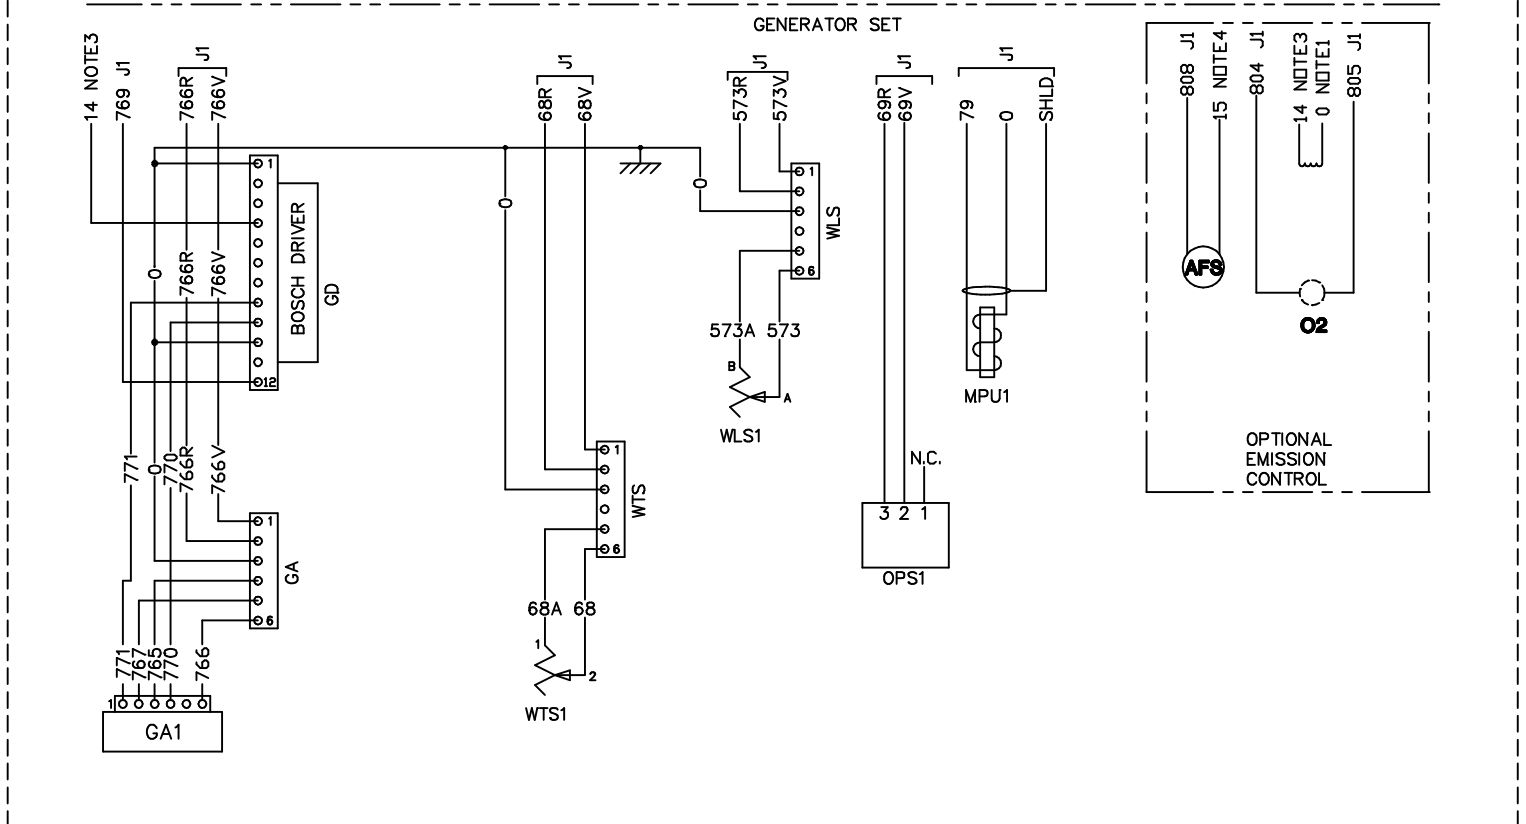 GENERATOR SET
14 NOTE3
769 J1
J1
766R
766V
J1
68R
68V
J1
573R
573V
J1
69R
69V
J1
79
0
SHLD
808 J1
15 NOTE4
804 J1
14 NOTE3
0 NOTE1
805 J1
1
12
BOSCH DRIVER
GD
0
766R
766V
0
0
1
6
WLS
573A
573
B
A
WLS1
MPU1
AFS
O2
OPTIONAL
EMISSION
CONTROL
771
0
770
766R
766V
1
6
GA
1
6
WTS
N.C.
3 2 1
OPS1
68A
68
1
2
WTS1
771
767
765
770
766
1
GA1